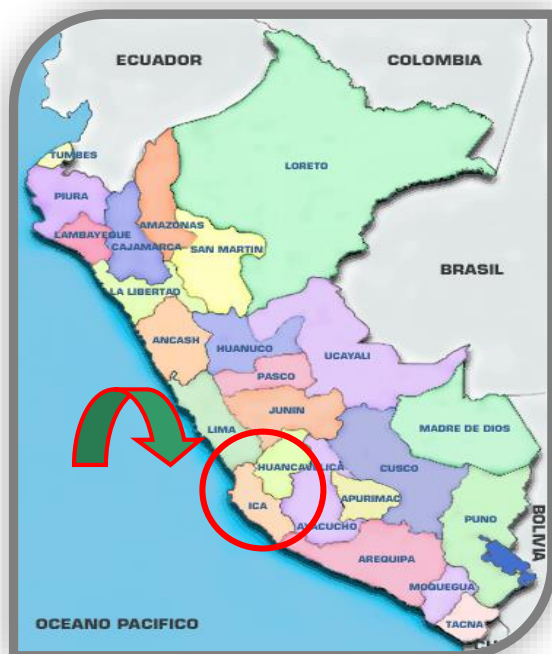 ECUADOR
COLOMBIA
TUMBES
LORETO
PIURA
AMAZONAS
LAMBAYEQUE
CAJAMARCA
SAN MARTIN
BRASIL
LA LIBERTAD
ANCASH
HUANUCO
UCAYALI
PASCO
JUNIN
LIMA
MADRE DE DIOS
HUANCAVELICA
CUSCO
ICA
APURIMAC
AYACUCHO
PUNO
BOLIVIA
AREQUIPA
MOQUEGUA
OCEANO PACIFICO
TACNA